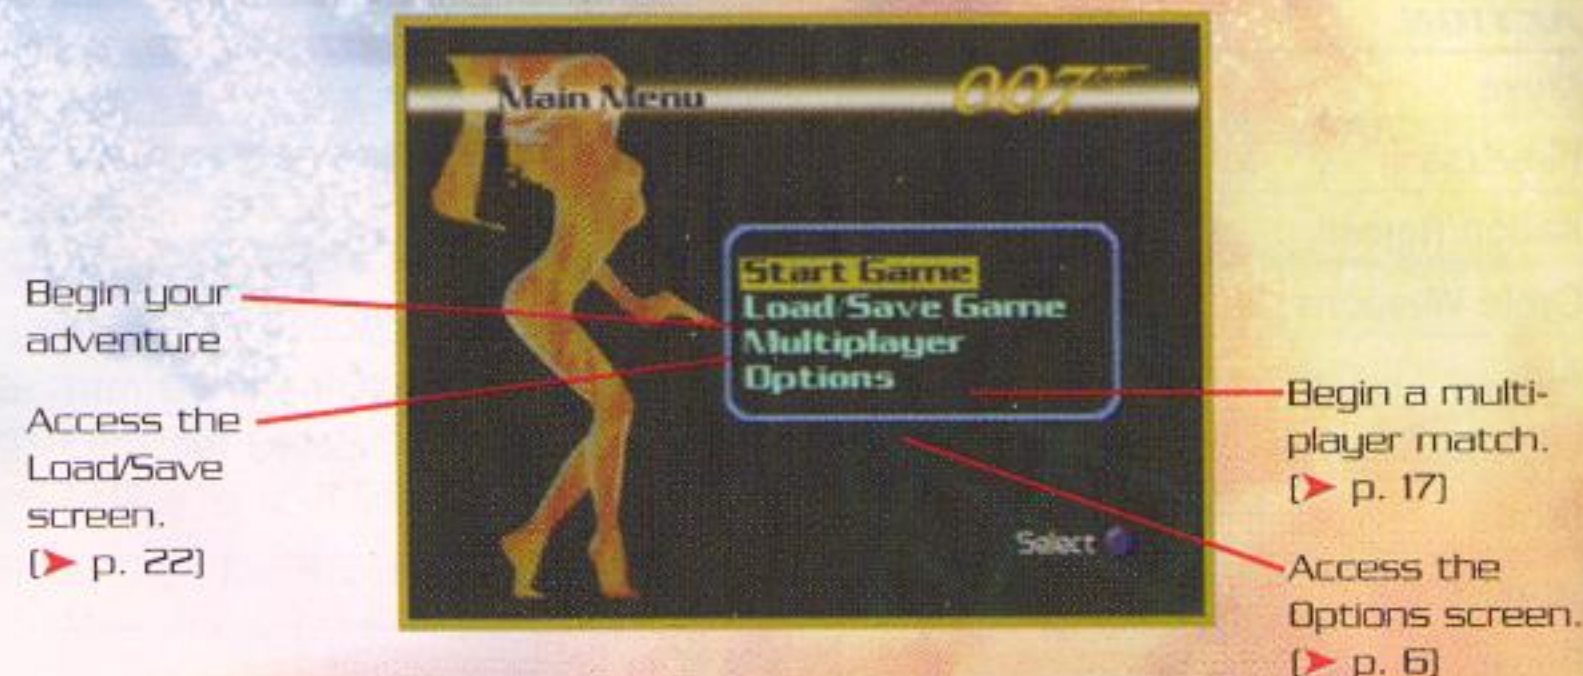 Main Menu
007
Start Game
Load/Save Game
Multiplayer
Options
Select
Begin your
adventure
Access the
Load/Save
screen.
(➤ p. 22)
Begin a multi-
player match.
(➤ p. 17)
Access the
Options screen.
(➤ p. 6)